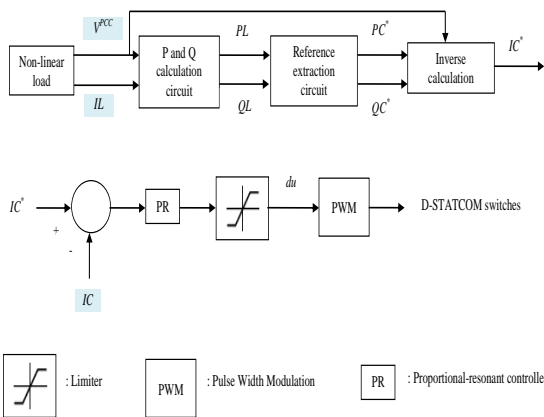 V^PCC
Non-linear
load
IL
P and Q
calculation
circuit
PL
QL
Reference
extraction
circuit
PC*
QC*
Inverse
calculation
IC*
IC*
+
-
IC
PR
du
PWM
D-STATCOM switches
: Limiter
PWM
: Pulse Width Modulation
PR
: Proportional-resonant controlle